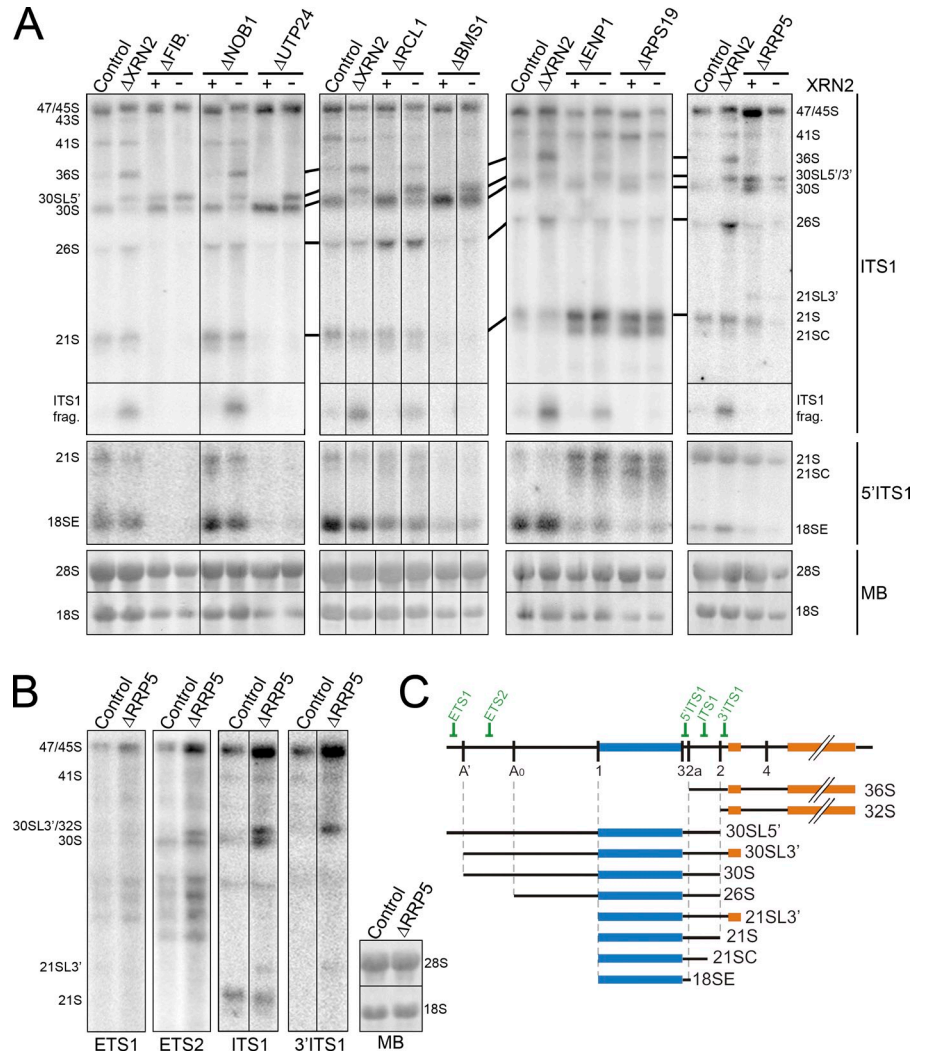 A
Control ΔXRN2 ΔFIB. ΔNOB1 ΔUTP24
+ - + - + -
Control ΔXRN2 ΔRCL1 ΔBMS1
+ - + -
Control ΔXRN2 ΔENP1 ΔRPS19
+ - + -
Control ΔXRN2 ΔRRP5
+ - XRN2
47/45S
43S
41S
36S
30SL5'
30S
26S
21S
ITS1
frag.
47/45S
41S
36S
30SL5'/3'
30S
26S
21SL3'
21S
21SC
ITS1
frag.
ITS1
21S
18SE
21S
21SC
18SE
5'ITS1
28S
18S
28S
18S
MB
B
Control ΔRRP5 Control ΔRRP5 Control ΔRRP5 Control ΔRRP5
47/45S
41S
30SL3'/32S
30S
21SL3'
21S
ETS1 ETS2 ITS1 3'ITS1
Control ΔRRP5
28S
18S
MB
C
ETS1 ETS2 5'ITS1 ITS1 3'ITS1
A' A0 1 3 2a 2 4
36S
32S
30SL5'
30SL3'
30S
26S
21SL3'
21S
21SC
18SE